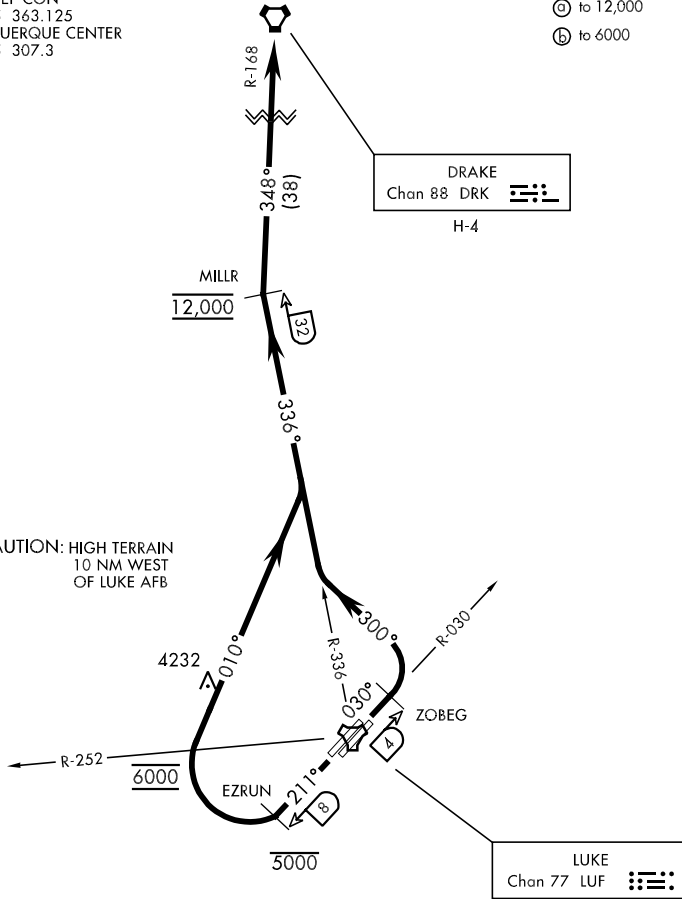 363.125
307.3
CENTER
ⓐ to 12,000
ⓑ to 6000
R-168
348°
(38)
DRAKE
Chan 88 DRK
H-4
MILLR
12,000
32
336°
HIGH TERRAIN
10 NM WEST
OF LUKE AFB
300°
R-030
R-336
010°
4232
030°
ZOBEG
4
R-252
6000
EZRUN
211°
8
5000
LUKE
Chan 77 LUF